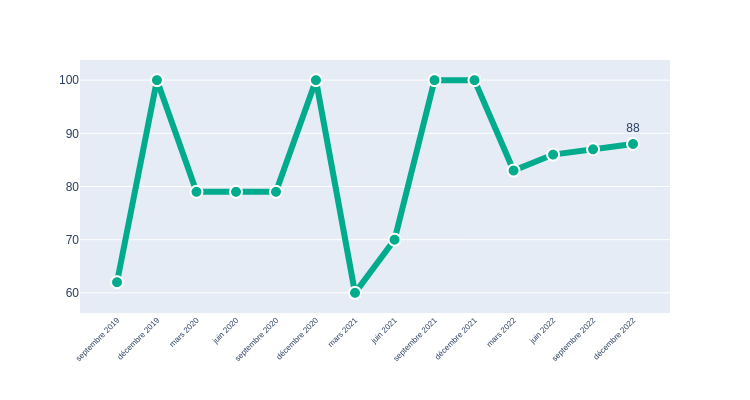 100
90
80
70
60
88
septembre 2019
décembre 2019
mars 2020
juin 2020
septembre 2020
décembre 2020
mars 2021
juin 2021
septembre 2021
décembre 2021
mars 2022
juin 2022
septembre 2022
décembre 2022